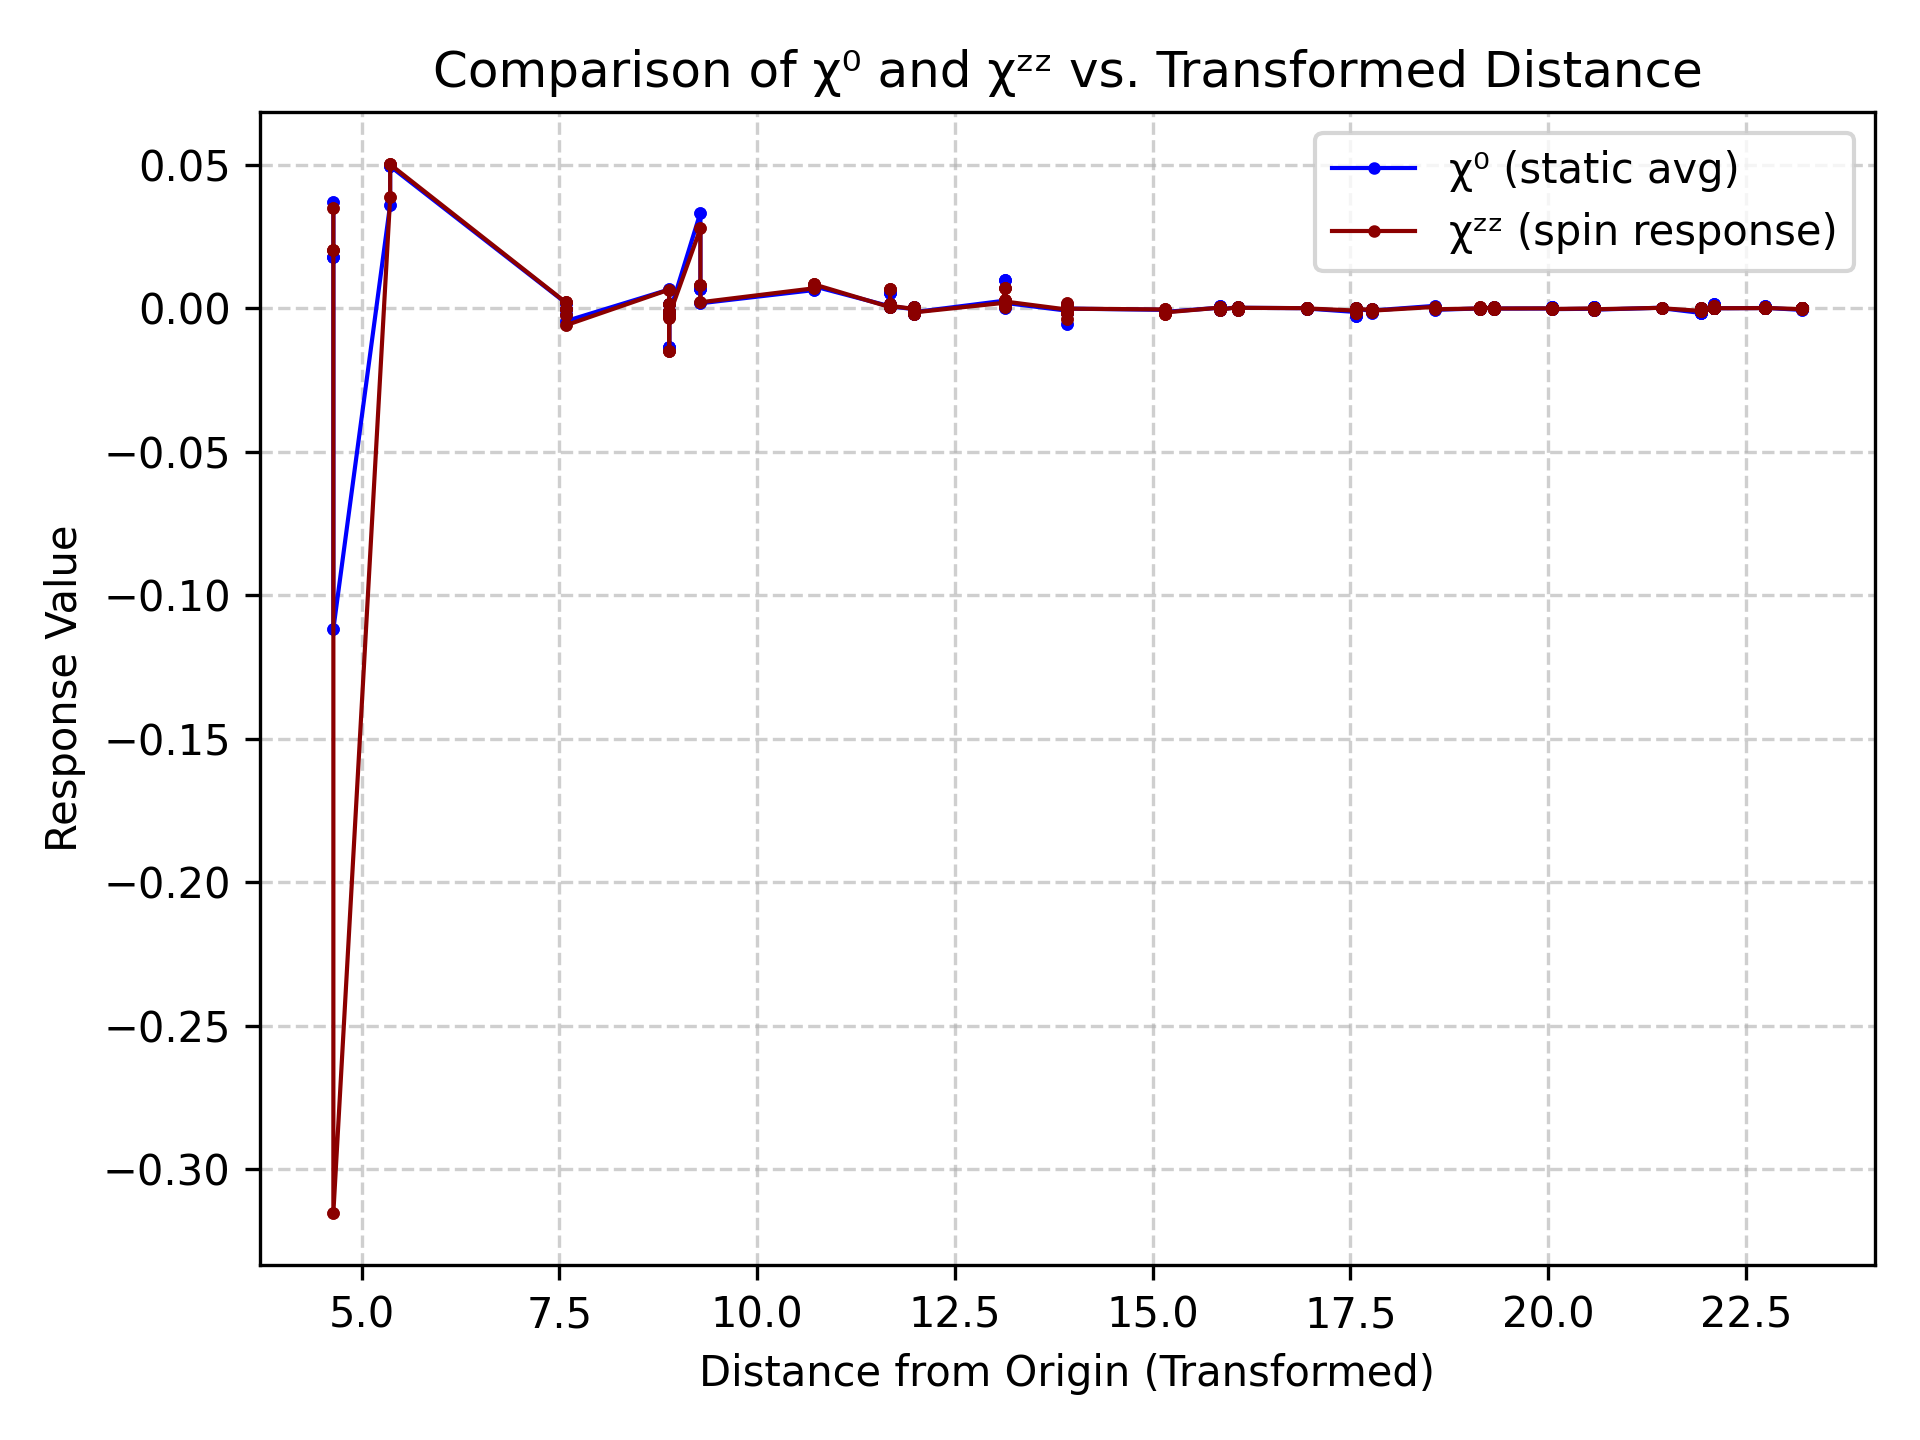 Comparison of χ⁰ and χᶻᶻ vs. Transformed Distance
χ⁰ (static avg)
χᶻᶻ (spin response)
Response Value
0.05
0.00
−0.05
−0.10
−0.15
−0.20
−0.25
−0.30
5.0 7.5 10.0 12.5 15.0 17.5 20.0 22.5
Distance from Origin (Transformed)